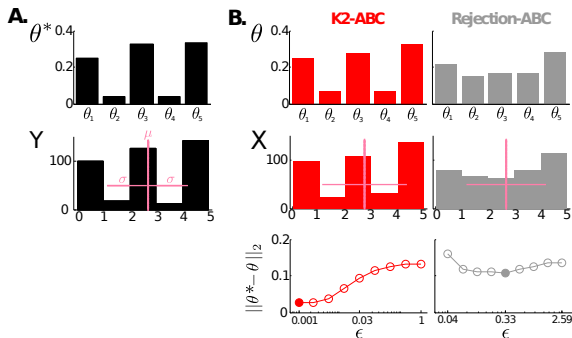 A.
B.
K2-ABC
Rejection-ABC
θ*
0.4
0.2
0
θ₁ θ₂ θ₃ θ₄ θ₅
θ
0.4
0.2
0
θ₁ θ₂ θ₃ θ₄ θ₅
θ₁ θ₂ θ₃ θ₄ θ₅
Y
μ
σ σ
100
0
0 1 2 3 4 5
X
100
0
0 1 2 3 4 5
0 1 2 3 4 5
||θ*− θ ||₂
0.2
0.1
0
0.001 0.03 1
ϵ
0.04 0.33 2.59
ϵ